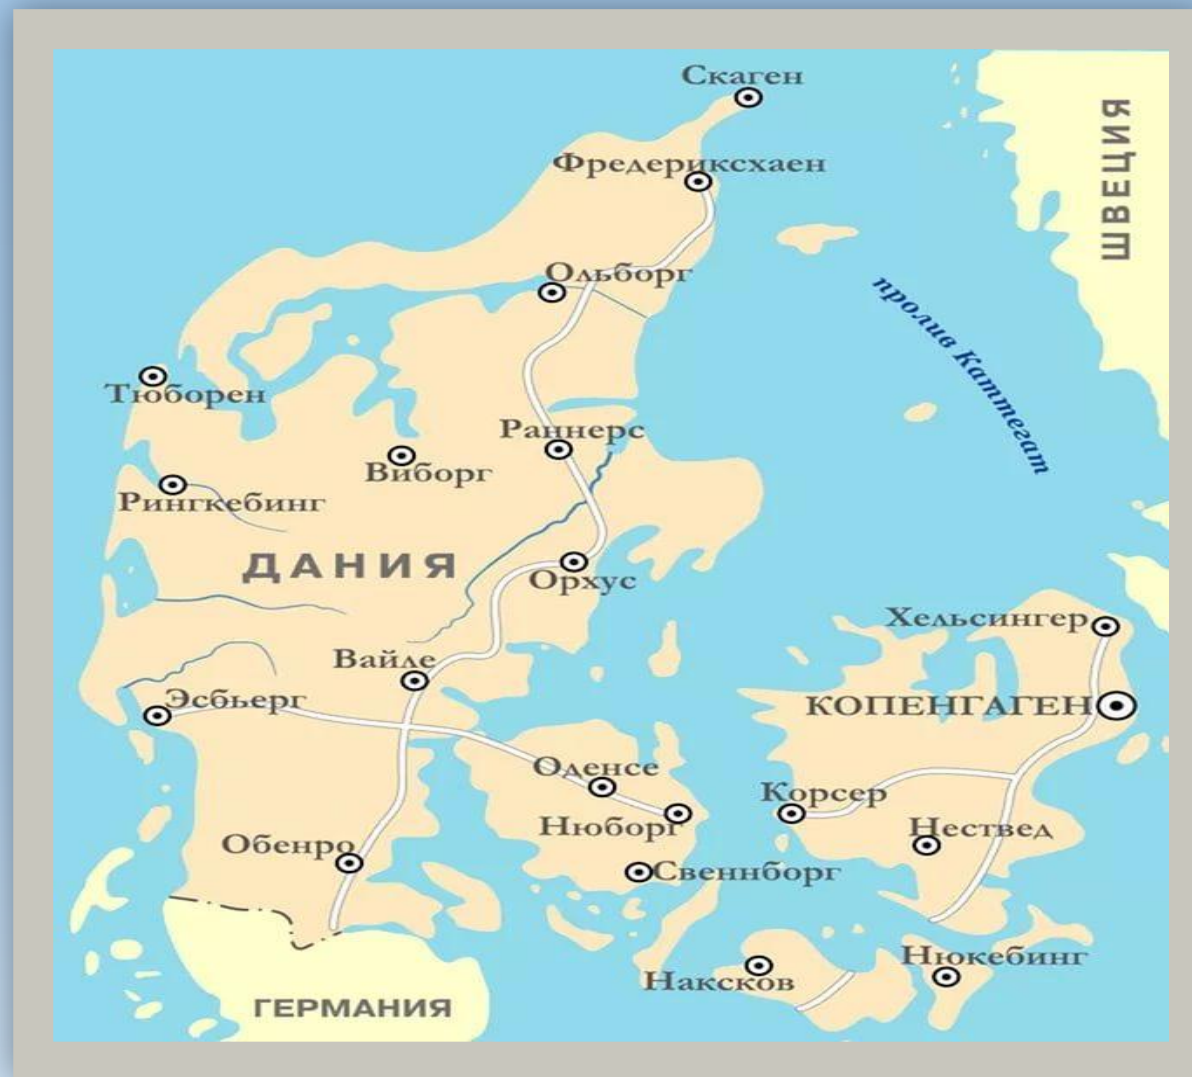 Скаген
ШВЕЦИЯ
Фредериксхаен
Ольборг
пролив Каттегат
Тюборен
Раннерс
Виборг
Рингкебинг
ДАНИЯ
Орхус
Хельсингер
Вайле
Эсбьерг
КОПЕНГАГЕН
Оденсе
Корсер
Нюборг
Нествед
Обенро
Свеннборг
Нюкебинг
Наксков
ГЕРМАНИЯ